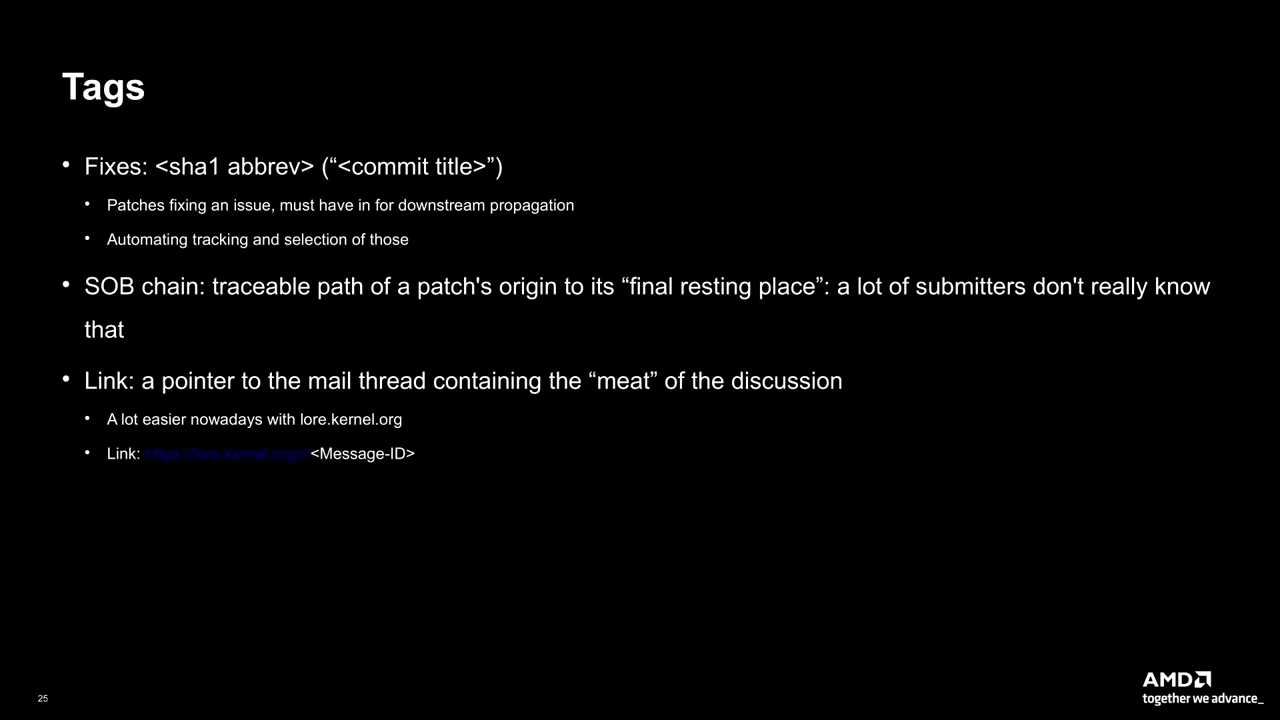 Tags
• Fixes: <sha1 abbrev> (“<commit title>”)
• Patches fixing an issue, must have in for downstream propagation
• Automating tracking and selection of those
• SOB chain: traceable path of a patch's origin to its “final resting place”: a lot of submitters don't really know
that
• Link: a pointer to the mail thread containing the “meat” of the discussion
• A lot easier nowadays with lore.kernel.org
• Link: https://lore.kernel.org/r/<Message-ID>
25
AMD
together we advance_